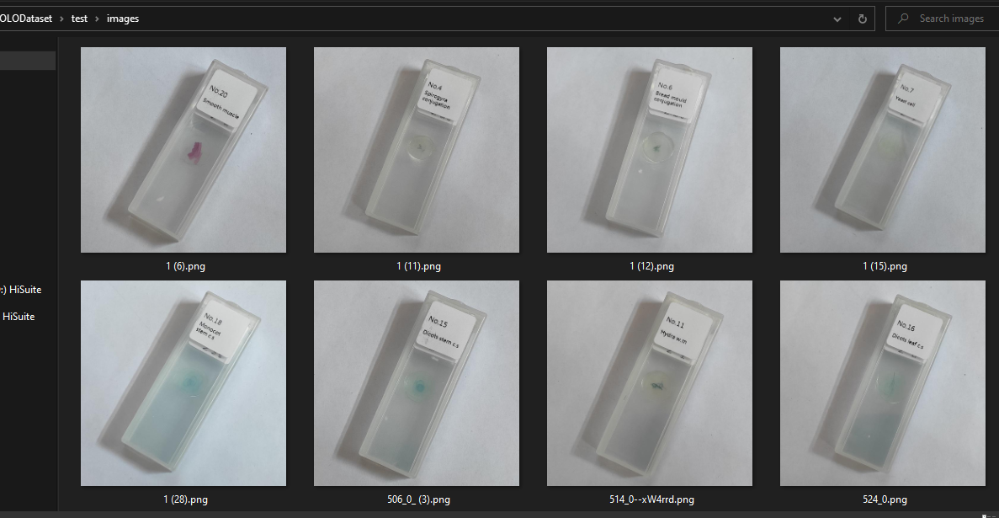 OLODataset > test > images
Search images
:) HiSuite
HiSuite
No.20
Smooth muscle
1 (6).png
No.4
Spirogyra
conjugation
1 (11).png
No.6
Bread mould
conjugation
1 (12).png
No.7
Yeast cell
1 (15).png
No.18
Monocot
stem c.s
1 (28).png
No.15
Dicots stem c.s
506_0_ (3).png
No.11
Hydra w.m
514_0--xW4rrd.png
No.16
Dicots leaf c.s
524_0.png